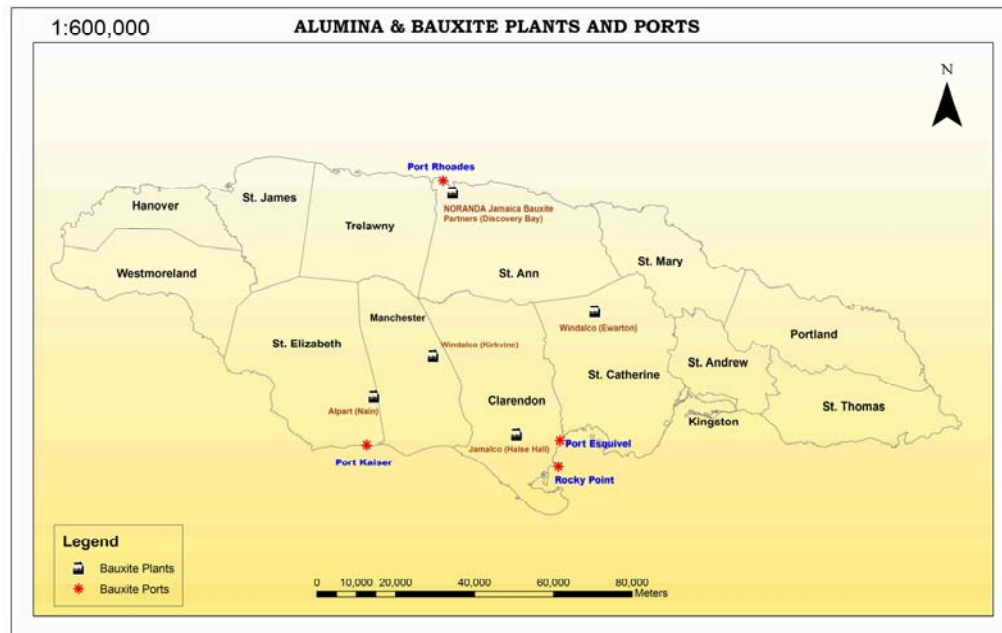 1:600,000
ALUMINA & BAUXITE PLANTS AND PORTS
N
Port Rhoades
St. James
Hanover
NORANDA Jamaica Bauxite
Partners (Discovery Bay)
Trelawny
St. Mary
Westmoreland
St. Ann
Manchester
Windalco (Ewarton)
Portland
St. Elizabeth
Windalco (Kirkvine)
St. Andrew
St. Catherine
Clarendon
St. Thomas
Alpart (Nain)
Kingston
Port Esquivel
Jamalco (Halse Hall)
Port Kaiser
Rocky Point
Legend
Bauxite Plants
Bauxite Ports
0 10,000 20,000 40,000 60,000 80,000
Meters